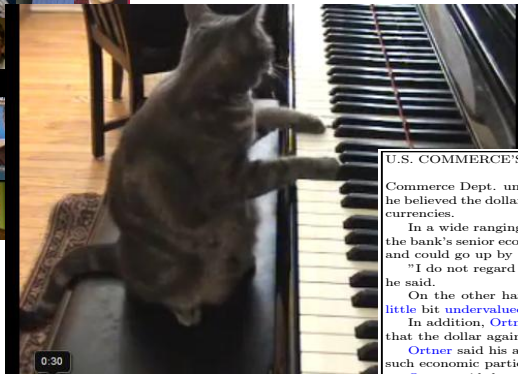 0:30
U.S. COMMERCE'S
Commerce Dept. un
he believed the dolla
currencies.
In a wide ranging
the bank's senior eco
and could go up by
"I do not regard
he said.
On the other ha
little bit undervalued
In addition, Ortn
that the dollar again
Ortner said his a
such economic partic